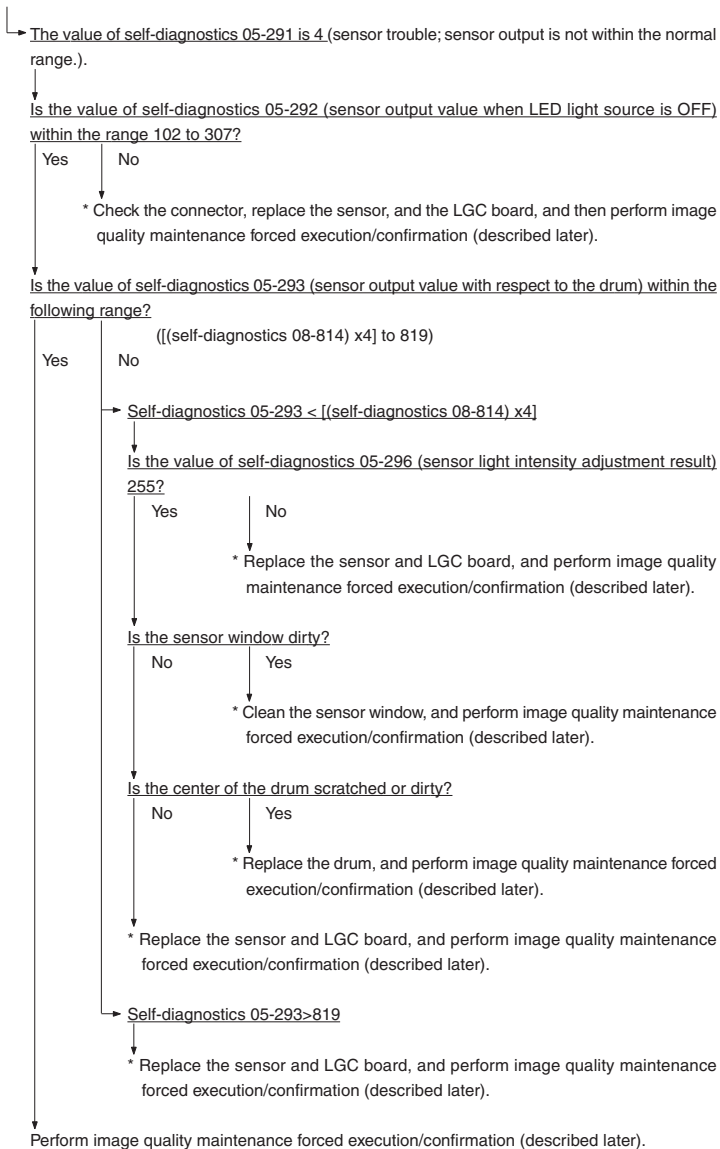 The value of self-diagnostics 05-291 is 4 (sensor trouble; sensor output is not within the normal
range.).
Is the value of self-diagnostics 05-292 (sensor output value when LED light source is OFF)
within the range 102 to 307?
Yes No
* Check the connector, replace the sensor, and the LGC board, and then perform image
quality maintenance forced execution/confirmation (described later).
Is the value of self-diagnostics 05-293 (sensor output value with respect to the drum) within the
following range?
([(self-diagnostics 08-814) x4] to 819)
Yes No
Self-diagnostics 05-293 < [(self-diagnostics 08-814) x4]
Is the value of self-diagnostics 05-296 (sensor light intensity adjustment result)
255?
Yes No
* Replace the sensor and LGC board, and perform image quality
maintenance forced execution/confirmation (described later).
Is the sensor window dirty?
No Yes
* Clean the sensor window, and perform image quality maintenance
forced execution/confirmation (described later).
Is the center of the drum scratched or dirty?
No Yes
* Replace the drum, and perform image quality maintenance forced
execution/confirmation (described later).
* Replace the sensor and LGC board, and perform image quality maintenance
forced execution/confirmation (described later).
Self-diagnostics 05-293>819
* Replace the sensor and LGC board, and perform image quality maintenance
forced execution/confirmation (described later).
Perform image quality maintenance forced execution/confirmation (described later).